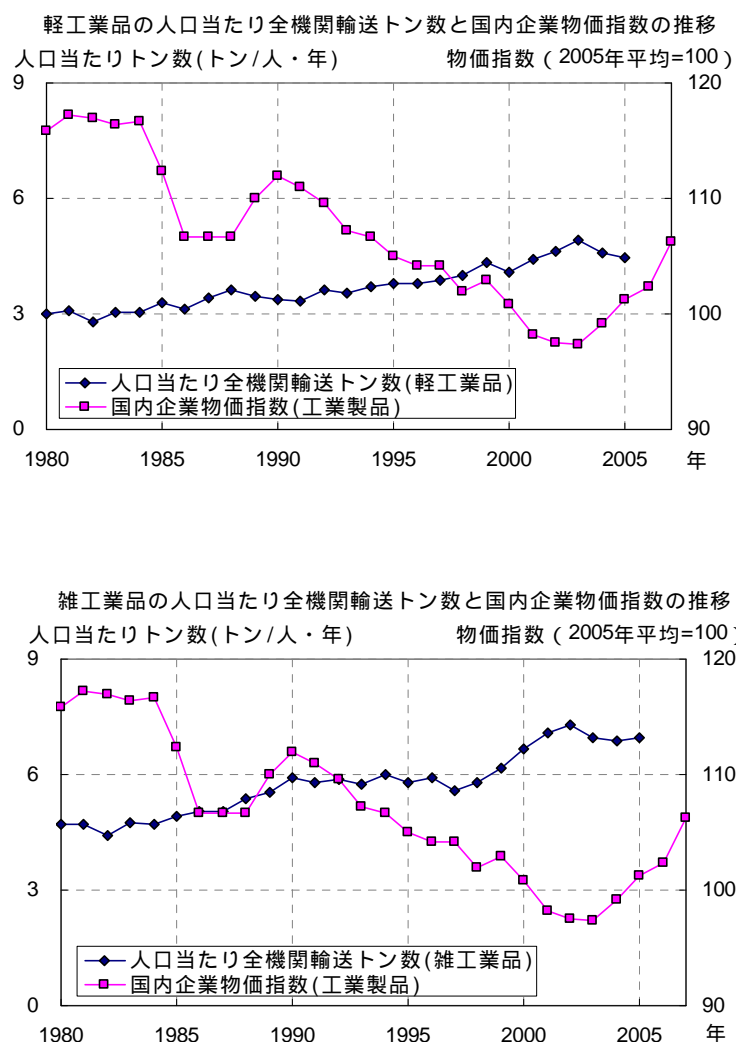 軽工業品の人口当たり全機関輸送トン数と国内企業物価指数の推移
人口当たりトン数(トン/人・年) 物価指数（2005年平均=100）
9 120
6 110
3 100
人口当たり全機関輸送トン数(軽工業品)
国内企業物価指数(工業製品)
0 90
1980 1985 1990 1995 2000 2005 年
雑工業品の人口当たり全機関輸送トン数と国内企業物価指数の推移
人口当たりトン数(トン/人・年) 物価指数（2005年平均=100）
9 120
6 110
3 100
人口当たり全機関輸送トン数(雑工業品)
国内企業物価指数(工業製品)
0 90
1980 1985 1990 1995 2000 2005 年